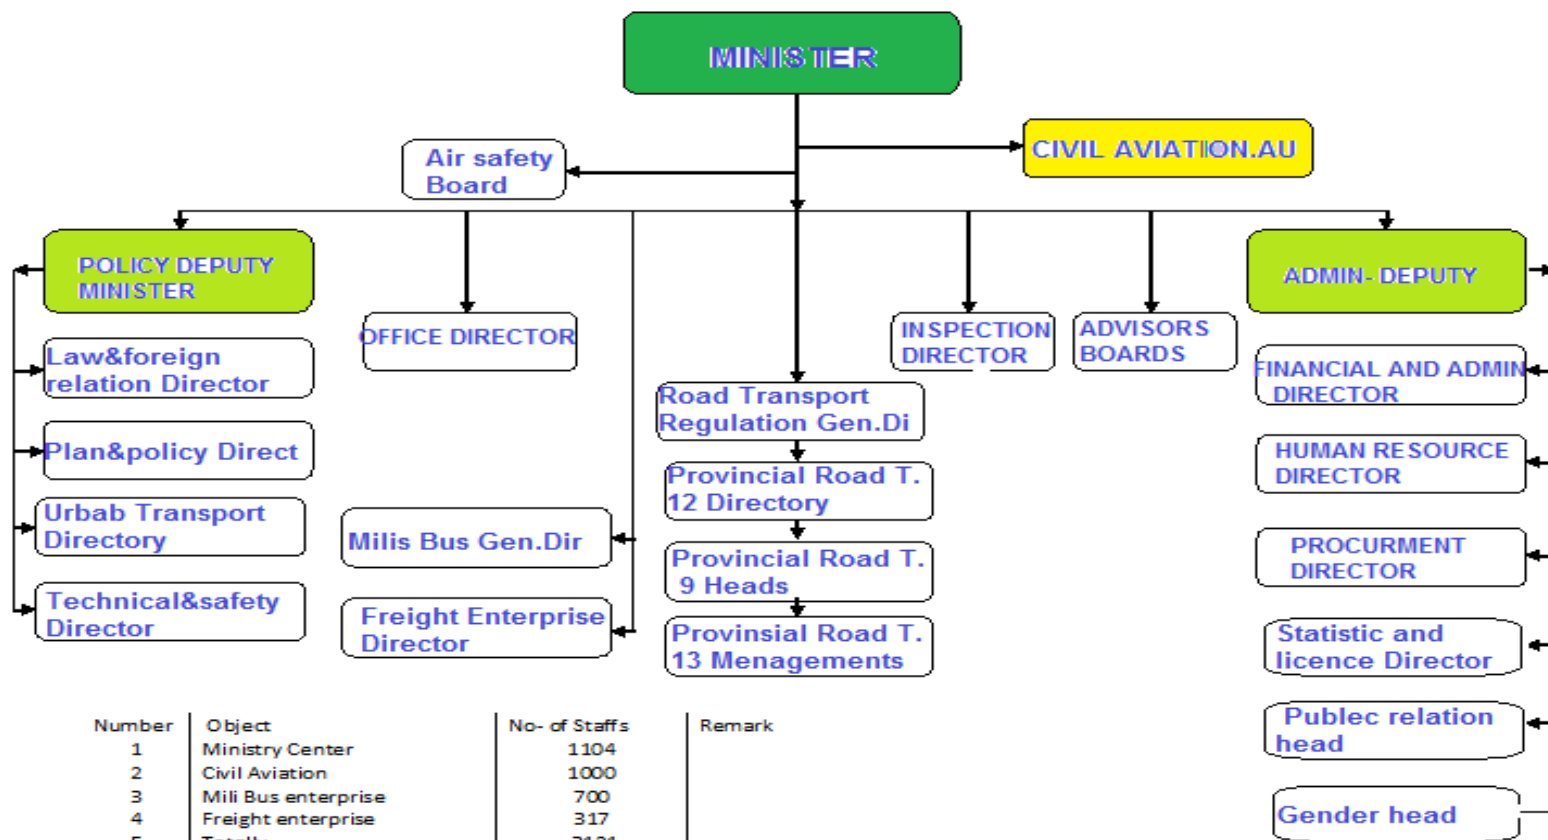 MINISTER
CIVIL AVIATION.AU
Air safety
Board
POLICY DEPUTY
MINISTER
ADMIN- DEPUTY
OFFICE DIRECTOR
INSPECTION
DIRECTOR
ADVISORS
BOARDS
Law&foreign
relation Director
Plan&policy Direct
Urbab Transport
Directory
Technical&safety
Director
Milis Bus Gen.Dir
Freight Enterprise
Director
Road Transport
Regulation Gen.Di
Provincial Road T.
12 Directory
Provincial Road T.
9 Heads
Provinsial Road T.
13 Menagements
FINANCIAL AND ADMIN
DIRECTOR
HUMAN RESOURCE
DIRECTOR
PROCURMENT
DIRECTOR
Statistic and
licence Director
Publec relation
head
Gender head
Number Object No- of Staffs Remark
1 Ministry Center 1104
2 Civil Aviation 1000
3 Mili Bus enterprise 700
4 Freight enterprise 317